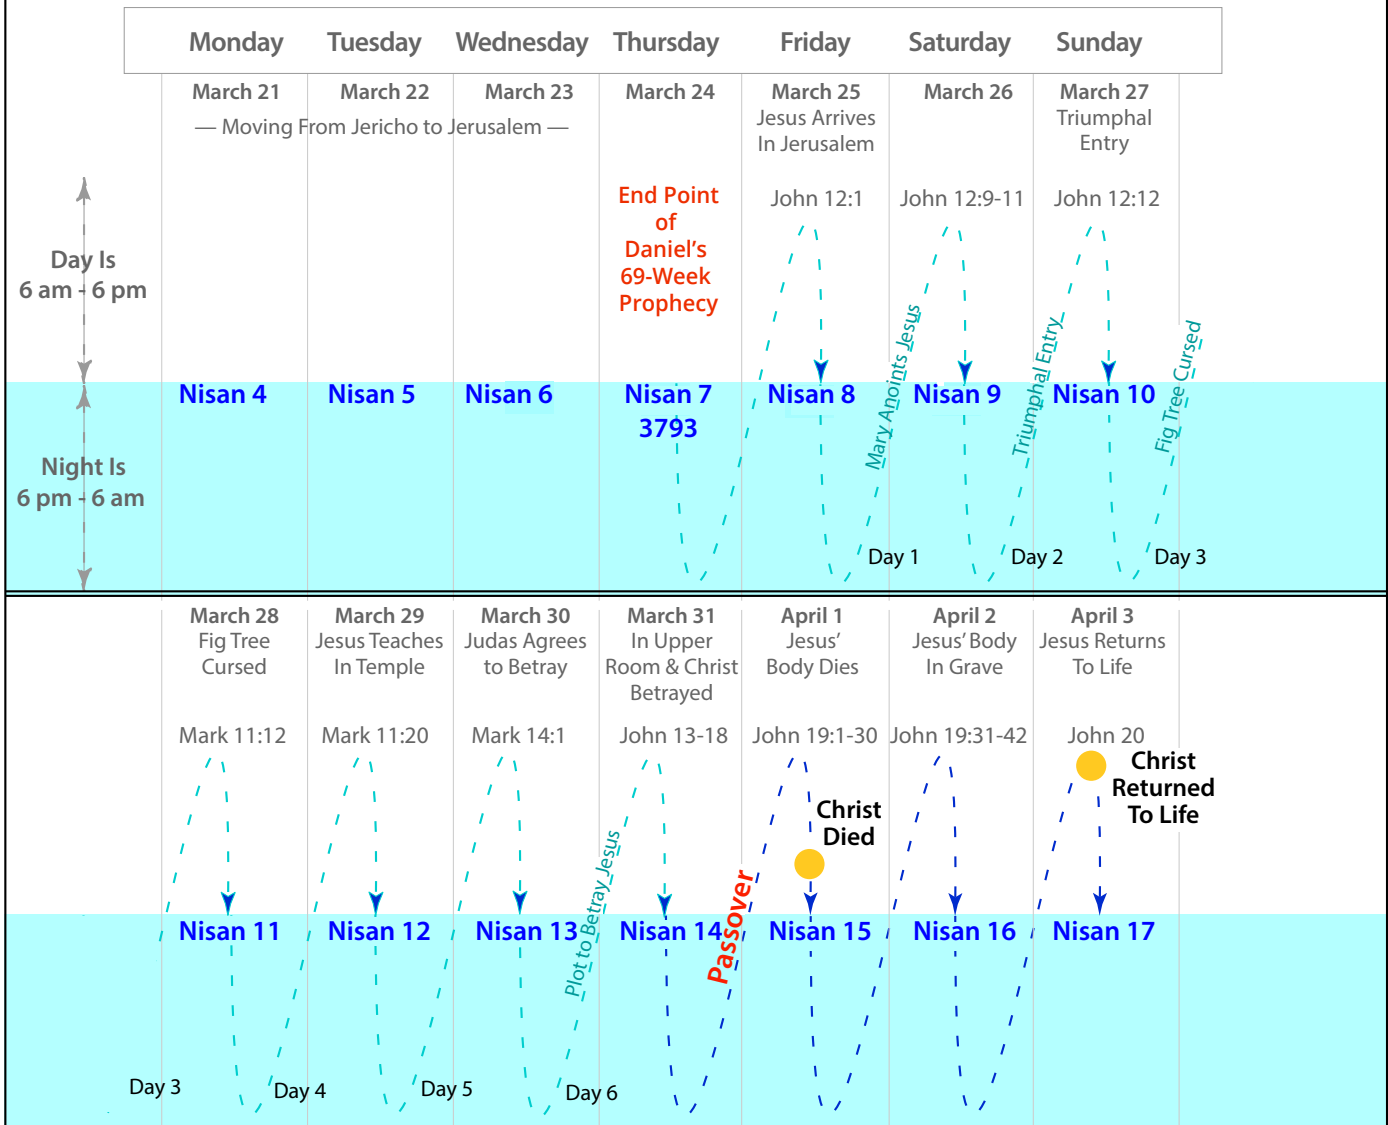 Monday Tuesday Wednesday Thursday Friday Saturday Sunday
March 21 March 22 March 23 March 24 March 25 March 26 March 27
— Moving From Jericho to Jerusalem —
Jesus Arrives
In Jerusalem
Triumphal
Entry
End Point
of
Daniel’s
69-Week
Prophecy
John 12:1 John 12:9-11 John 12:12
Day Is
6 am - 6 pm
Nisan 4 Nisan 5 Nisan 6 Nisan 7 Nisan 8 Nisan 9 Nisan 10
3793
Mary Anoints Jesus
Triumphal Entry
Fig Tree Cursed
Night Is
6 pm - 6 am
Day 1 Day 2 Day 3
March 28 March 29 March 30 March 31 April 1 April 2 April 3
Fig Tree
Cursed
Jesus Teaches
In Temple
Judas Agrees
to Betray
In Upper
Room & Christ
Betrayed
Jesus’
Body Dies
Jesus’ Body
In Grave
Jesus Returns
To Life
Mark 11:12 Mark 11:20 Mark 14:1 John 13-18 John 19:1-30 John 19:31-42 John 20
Christ
Returned
To Life
Christ
Died
Plot to Betray Jesus
Passover
Nisan 11 Nisan 12 Nisan 13 Nisan 14 Nisan 15 Nisan 16 Nisan 17
Day 3 Day 4 Day 5 Day 6